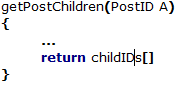 getPostChildren(PostID A)
{
...
return childIDs[]
}